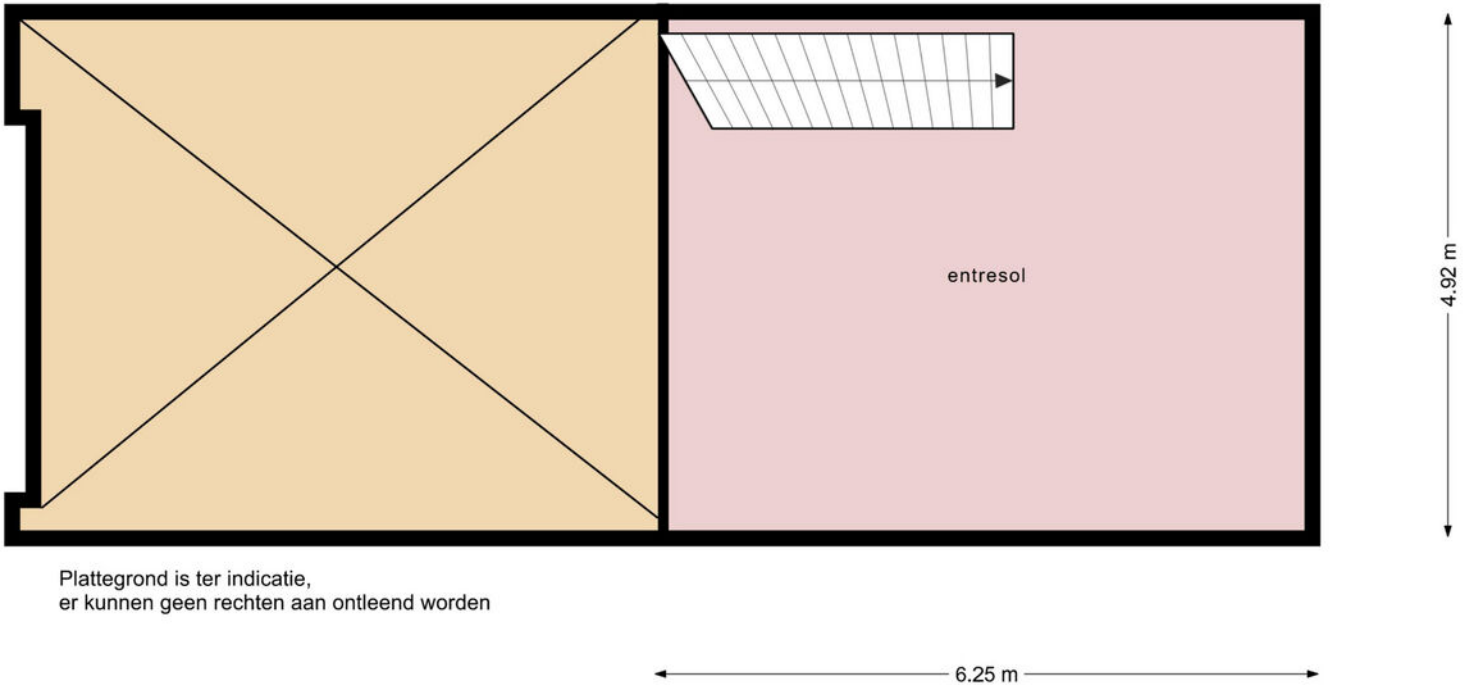 entresol
4.92 m
Plattegrond is ter indicatie,
er kunnen geen rechten aan ontleend worden
6.25 m